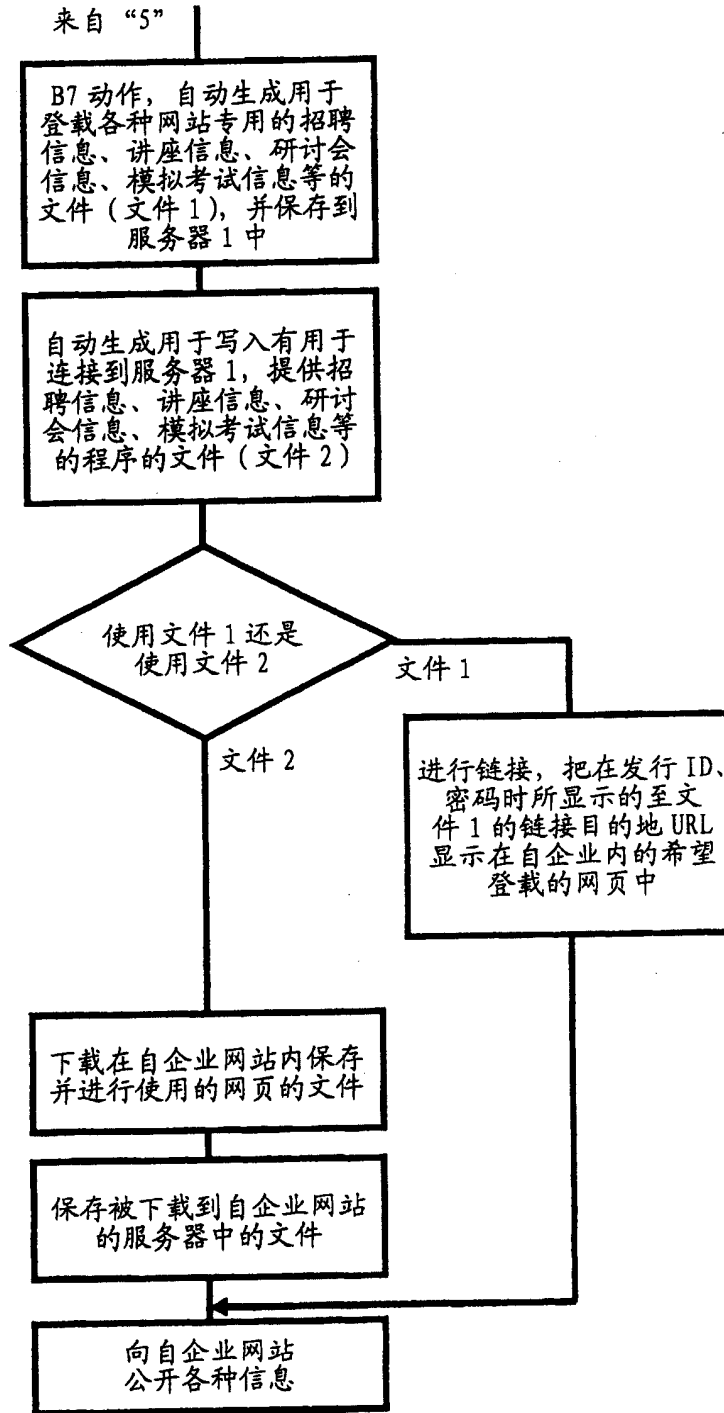 来自 “5”
B7 动作，自动生成用于
登载各种网站专用的招聘
信息、讲座信息、研讨会
信息、模拟考试信息等的
文件（文件 1），并保存到
服务器 1 中
自动生成用于写入有用于
连接到服务器 1，提供招
聘信息、讲座信息、研讨
会信息、模拟考试信息等
的程序的文件（文件 2）
使用文件 1 还是
使用文件 2
文件 1
文件 2
进行链接，把在发行 ID、
密码时所显示的至文
件 1 的链接目的地 URL
显示在自企业内的希望
登载的网页中
下载在自企业网站内保存
并进行使用的网页的文件
保存被下载到自企业网站
的服务器中的文件
向自企业网站
公开各种信息